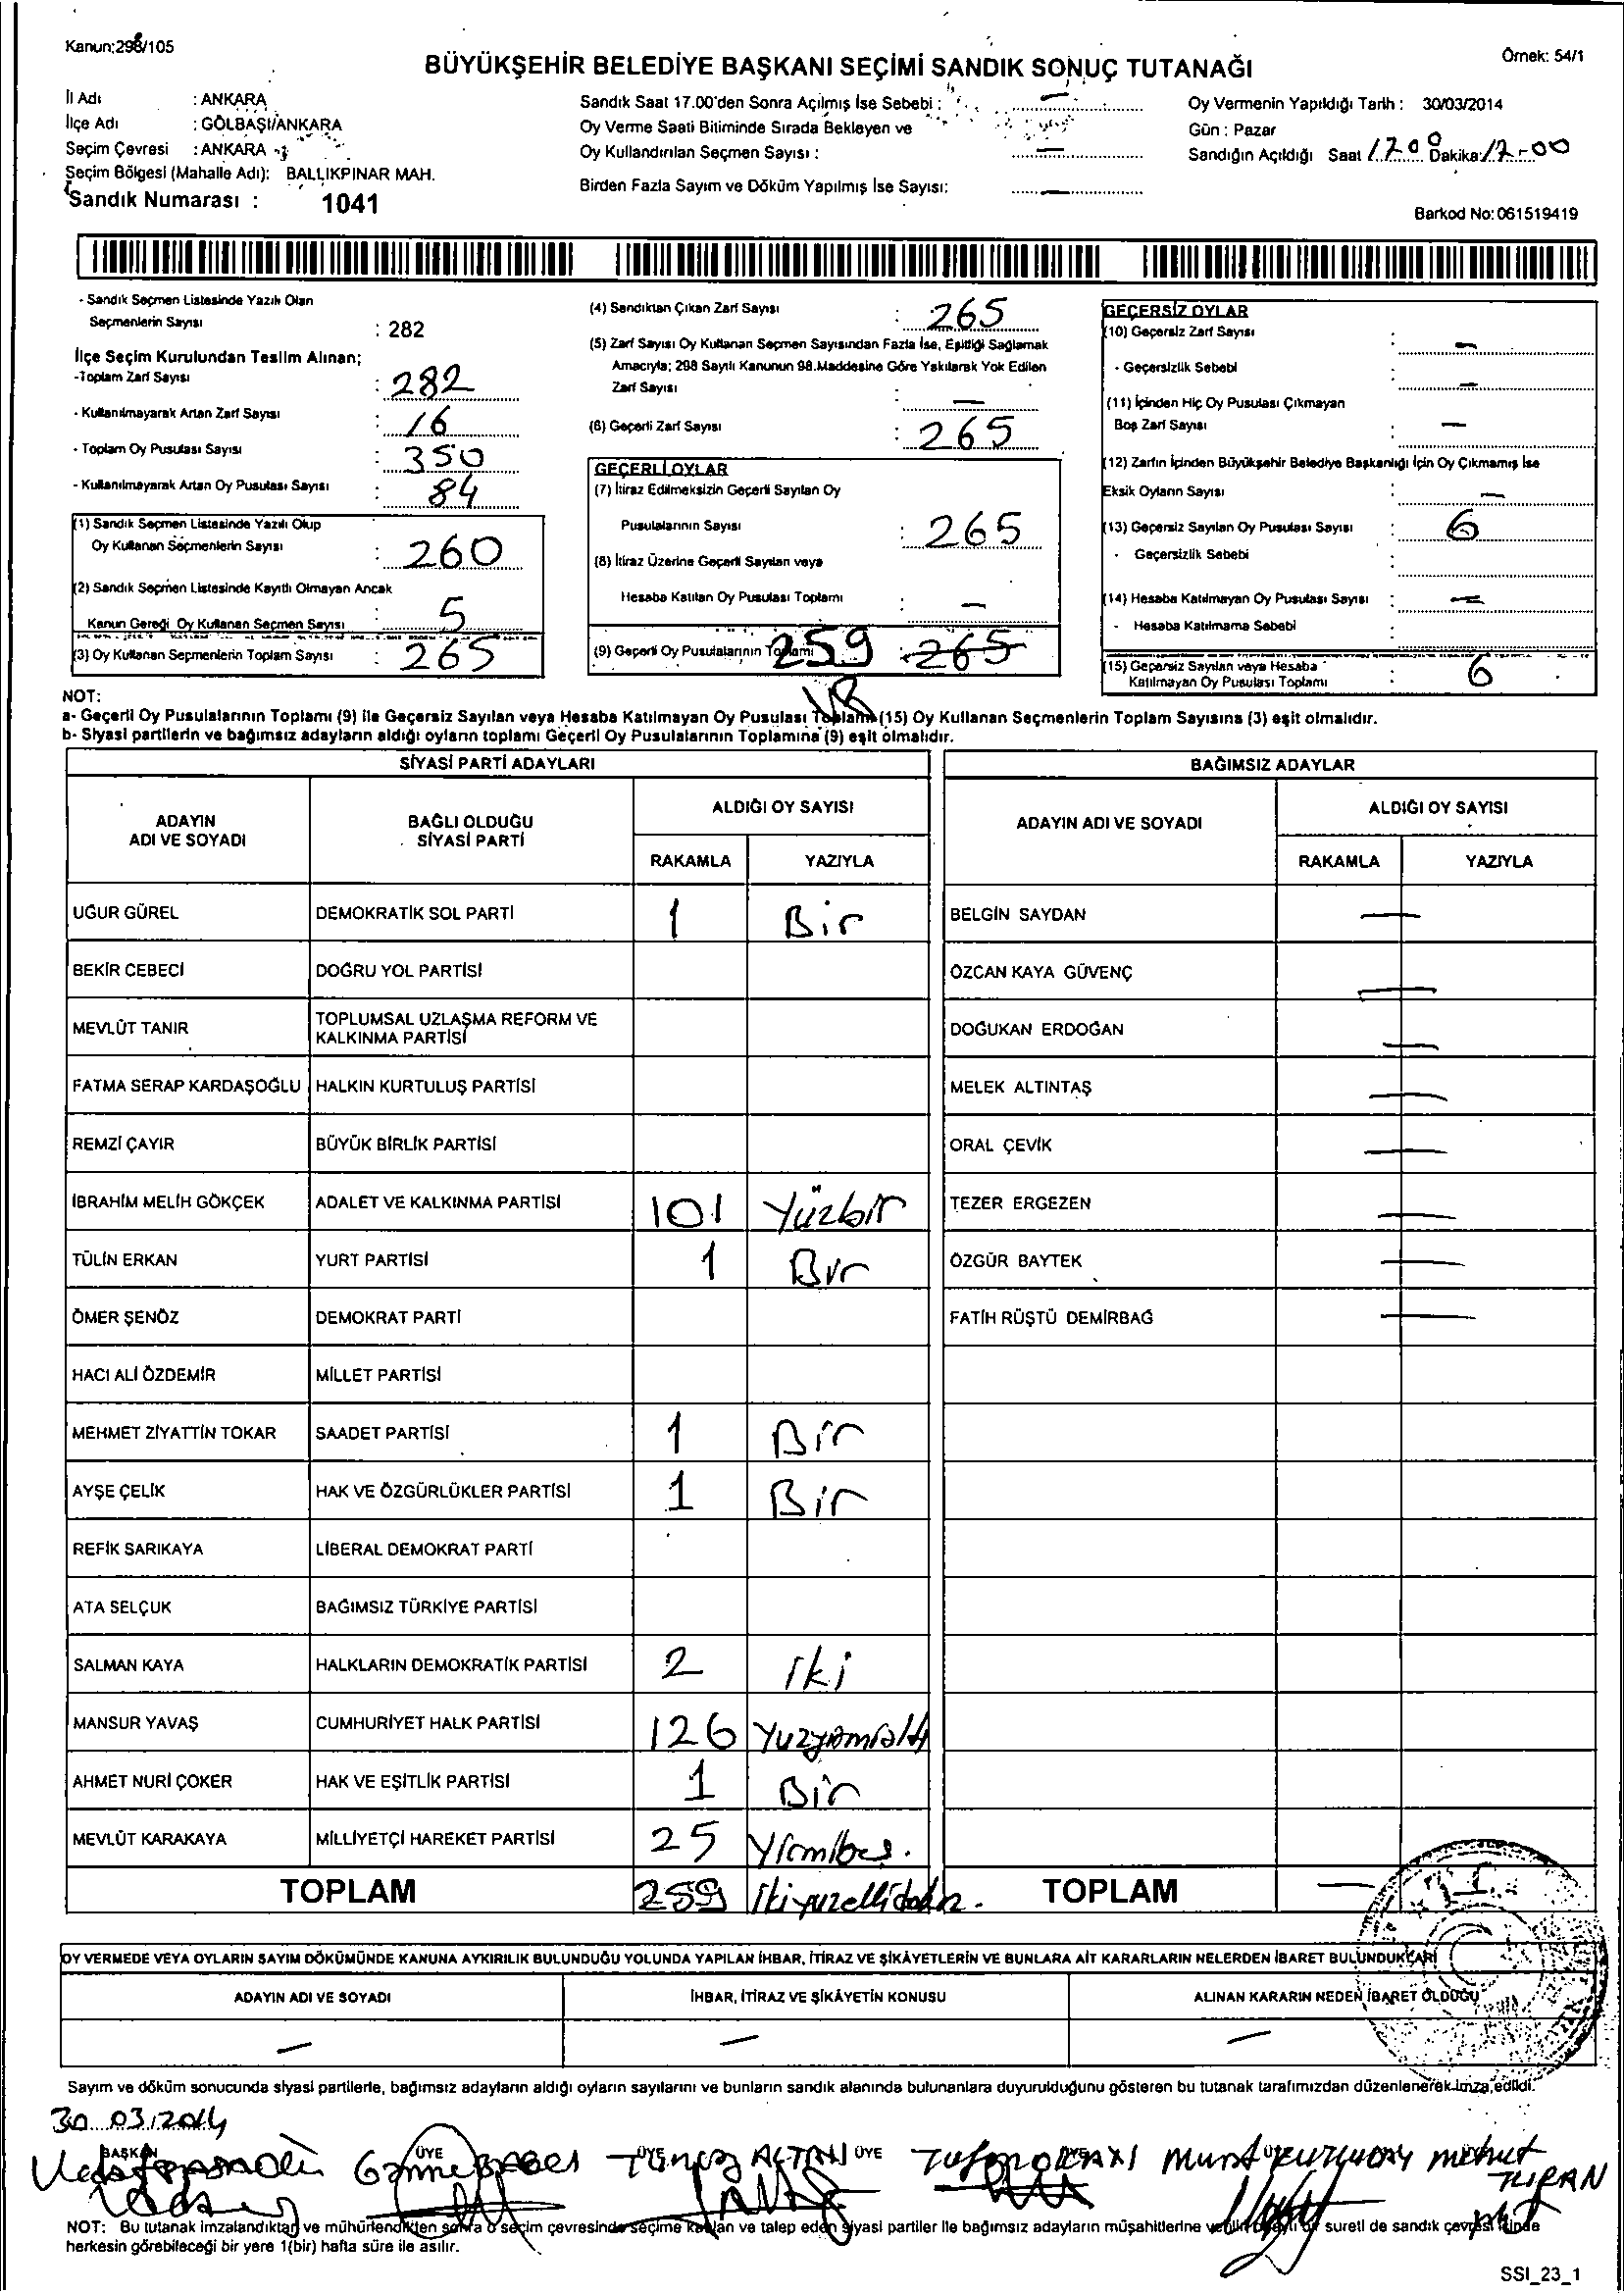 Kanun:298/105
Örnek: 54/1
BÜYÜKŞEHİR BELEDİYE BAŞKANI SEÇİMİ SANDIK SONUÇ TUTANAĞI
İl Adı : ANKARA
İlçe Adı : GÖLBAŞI/ANKARA
Seçim Çevresi : ANKARA
Seçim Bölgesi (Mahalle Adı): BALLIKPINAR MAH.
Sandık Numarası : 1041
Sandık Saat 17.00'den Sonra Açılmış İse Sebebi : —
Oy Verme Saati Bitiminde Sırada Bekleyen ve
Oy Kullandırılan Seçmen Sayısı : —
Birden Fazla Sayım ve Döküm Yapılmış İse Sayısı: —
Oy Vermenin Yapıldığı Tarih : 30/03/2014
Gün : Pazar
Sandığın Açıldığı Saat 1700 Dakika: 17-00
Barkod No: 061519419
- Sandık Seçmen Listesinde Yazılı Olan
Seçmenlerin Sayısı : 282
İlçe Seçim Kurulundan Teslim Alınan;
-Toplam Zarf Sayısı : 282
- Kullanılmayarak Artan Zarf Sayısı : 16
- Toplam Oy Pusulası Sayısı : 350
- Kullanılmayarak Artan Oy Pusulası Sayısı : 84
(1) Sandık Seçmen Listesinde Yazılı Olup
Oy Kullanan Seçmenlerin Sayısı : 260
(2) Sandık Seçmen Listesinde Kayıtlı Olmayan Ancak
Kanun Gereği Oy Kullanan Seçmen Sayısı : 5
(3) Oy Kullanan Seçmenlerin Toplam Sayısı : 265
(4) Sandıktan Çıkan Zarf Sayısı : 265
(5) Zarf Sayısı Oy Kullanan Seçmen Sayısından Fazla İse, Eşitliği Sağlamak
Amacıyla; 298 Sayılı Kanunun 98.Maddesine Göre Yakılarak Yok Edilen
Zarf Sayısı : —
(6) Geçerli Zarf Sayısı : 265
GEÇERLİ OYLAR
(7) İtiraz Edilmeksizin Geçerli Sayılan Oy
Pusulalarının Sayısı : 265
(8) İtiraz Üzerine Geçerli Sayılan veya
Hesaba Katılan Oy Pusulası Toplamı : —
(9) Geçerli Oy Pusulalarının Toplamı 259 265
GEÇERSİZ OYLAR
(10) Geçersiz Zarf Sayısı : —
- Geçersizlik Sebebi : —
(11) İçinden Hiç Oy Pusulası Çıkmayan
Boş Zarf Sayısı : —
(12) Zarfın İçinden Büyükşehir Belediye Başkanlığı İçin Oy Çıkmamış İse
Eksik Oyların Sayısı : —
(13) Geçersiz Sayılan Oy Pusulası Sayısı : 6
- Geçersizlik Sebebi :
(14) Hesaba Katılmayan Oy Pusulası Sayısı : —
- Hesaba Katılmama Sebebi :
(15) Geçersiz Sayılan veya Hesaba
Katılmayan Oy Pusulası Toplamı : 6
NOT:
a- Geçerli Oy Pusulalarının Toplamı (9) ile Geçersiz Sayılan veya Hesaba Katılmayan Oy Pusulası Toplamı (15) Oy Kullanan Seçmenlerin Toplam Sayısına (3) eşit olmalıdır.
b- Siyasi partilerin ve bağımsız adayların aldığı oyların toplamı Geçerli Oy Pusulalarının Toplamına (9) eşit olmalıdır.
SİYASİ PARTİ ADAYLARI
ADAYIN ADI VE SOYADI
BAĞLI OLDUĞU SİYASİ PARTİ
ALDIĞI OY SAYISI
RAKAMLA YAZIYLA
UĞUR GÜREL DEMOKRATİK SOL PARTİ 1 Bir
BEKİR CEBECİ DOĞRU YOL PARTİSİ
MEVLÜT TANIR TOPLUMSAL UZLAŞMA REFORM VE KALKINMA PARTİSİ
FATMA SERAP KARDAŞOĞLU HALKIN KURTULUŞ PARTİSİ
REMZİ ÇAYIR BÜYÜK BİRLİK PARTİSİ
İBRAHİM MELİH GÖKÇEK ADALET VE KALKINMA PARTİSİ 101 Yüzbir
TÜLİN ERKAN YURT PARTİSİ 1 Bir
ÖMER ŞENÖZ DEMOKRAT PARTİ
HACI ALİ ÖZDEMİR MİLLET PARTİSİ
MEHMET ZİYATTİN TOKAR SAADET PARTİSİ 1 Bir
AYŞE ÇELİK HAK VE ÖZGÜRLÜKLER PARTİSİ 1 Bir
REFİK SARIKAYA LİBERAL DEMOKRAT PARTİ
ATA SELÇUK BAĞIMSIZ TÜRKİYE PARTİSİ
SALMAN KAYA HALKLARIN DEMOKRATİK PARTİSİ 2 iki
MANSUR YAVAŞ CUMHURİYET HALK PARTİSİ 126 Yuzyirmialtı
AHMET NURİ ÇOKER HAK VE EŞİTLİK PARTİSİ 1 Bir
MEVLÜT KARAKAYA MİLLİYETÇİ HAREKET PARTİSİ 25 Yirmibeş.
TOPLAM 259 ikiyuzellidokuz.
BAĞIMSIZ ADAYLAR
ADAYIN ADI VE SOYADI
ALDIĞI OY SAYISI
RAKAMLA YAZIYLA
BELGİN SAYDAN —
ÖZCAN KAYA GÜVENÇ —
DOĞUKAN ERDOĞAN —
MELEK ALTINTAŞ —
ORAL ÇEVİK —
TEZER ERGEZEN —
ÖZGÜR BAYTEK —
FATİH RÜŞTÜ DEMİRBAĞ —
TOPLAM —
OY VERMEDE VEYA OYLARIN SAYIM DÖKÜMÜNDE KANUNA AYKIRILIK BULUNDUĞU YOLUNDA YAPILAN İHBAR, İTİRAZ VE ŞİKÂYETLERİN VE BUNLARA AİT KARARLARIN NELERDEN İBARET BULUNDUKLARI
ADAYIN ADI VE SOYADI İHBAR, İTİRAZ VE ŞİKÂYETİN KONUSU ALINAN KARARIN NEDEN İBARET OLDUĞU
— — —
Sayım ve döküm sonucunda siyasi partilerle, bağımsız adayların aldığı oyların sayılarını ve bunların sandık alanında bulunanlara duyurulduğunu gösteren bu tutanak tarafımızdan düzenlenerek imza edildi.
30.03.2014
BAŞKAN ÜYE ÜYE ÜYE ÜYE
ALTAN Murat mehmet
TURAN
NOT: Bu tutanak imzalandıktan ve mühürlendikten sonra o seçim çevresinde seçime katılan ve talep eden siyasi partiler ile bağımsız adayların müşahitlerine sureti de sandık çevresi içinde
herkesin görebileceği bir yere 1(bir) hafta süre ile asılır.
SSI_23_1